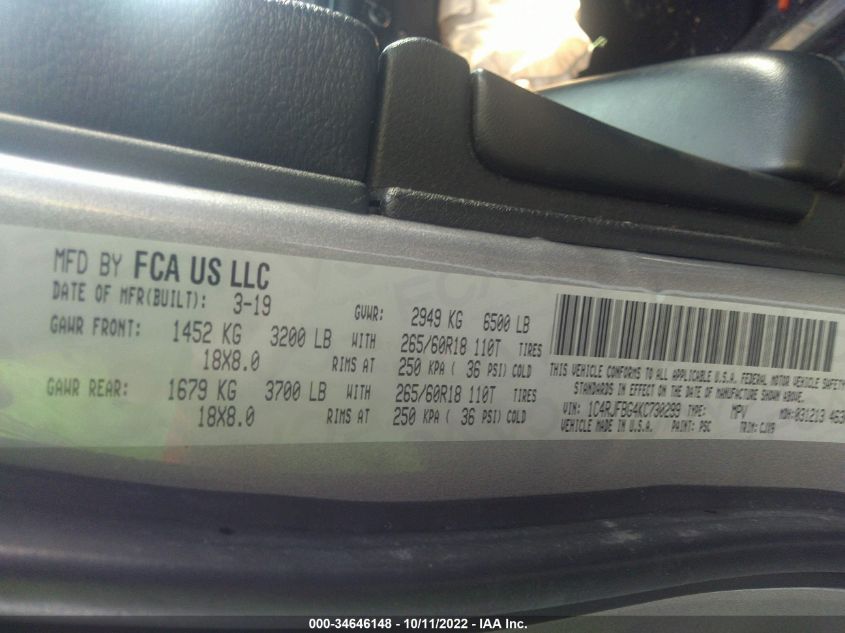 MFD BY FCA US LLC
DATE OF MFR(BUILT): 3-19 GVWR: 2949 KG 6500 LB
GAWR FRONT: 1452 KG 3200 LB WITH 265/60R18 110T TIRES
18X8.0 RIMS AT 250 KPA ( 36 PSI) COLD
GAWR REAR: 1679 KG 3700 LB WITH 265/60R18 110T TIRES
18X8.0 RIMS AT 250 KPA ( 36 PSI) COLD
THIS VEHICLE CONFORMS TO ALL APPLICABLE U.S.A. FEDERAL MOTOR VEHICLE SAFETY
STANDARDS IN EFFECT ON THE DATE OF MANUFACTURE SHOWN ABOVE.
VIN: 1C4RJFBG4KC730299 TYPE: MPV MDH: 031213 463
VEHICLE MADE IN U.S.A. PAINT: PSC TRIM: CJX9
000-34646148 - 10/11/2022 - IAA Inc.